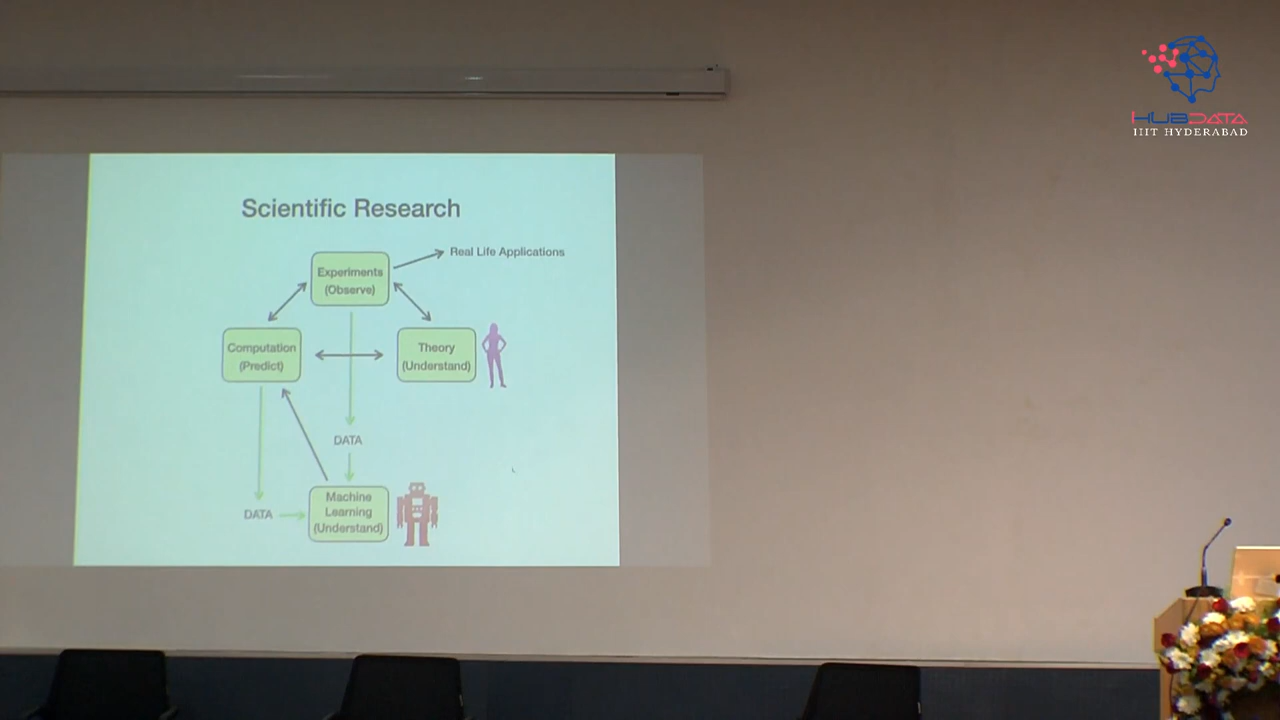 HUBDATA
IIIT HYDERABAD
Scientific Research
Real Life Applications
Experiments
(Observe)
Computation
(Predict)
Theory
(Understand)
DATA
Machine
Learning
(Understand)
DATA